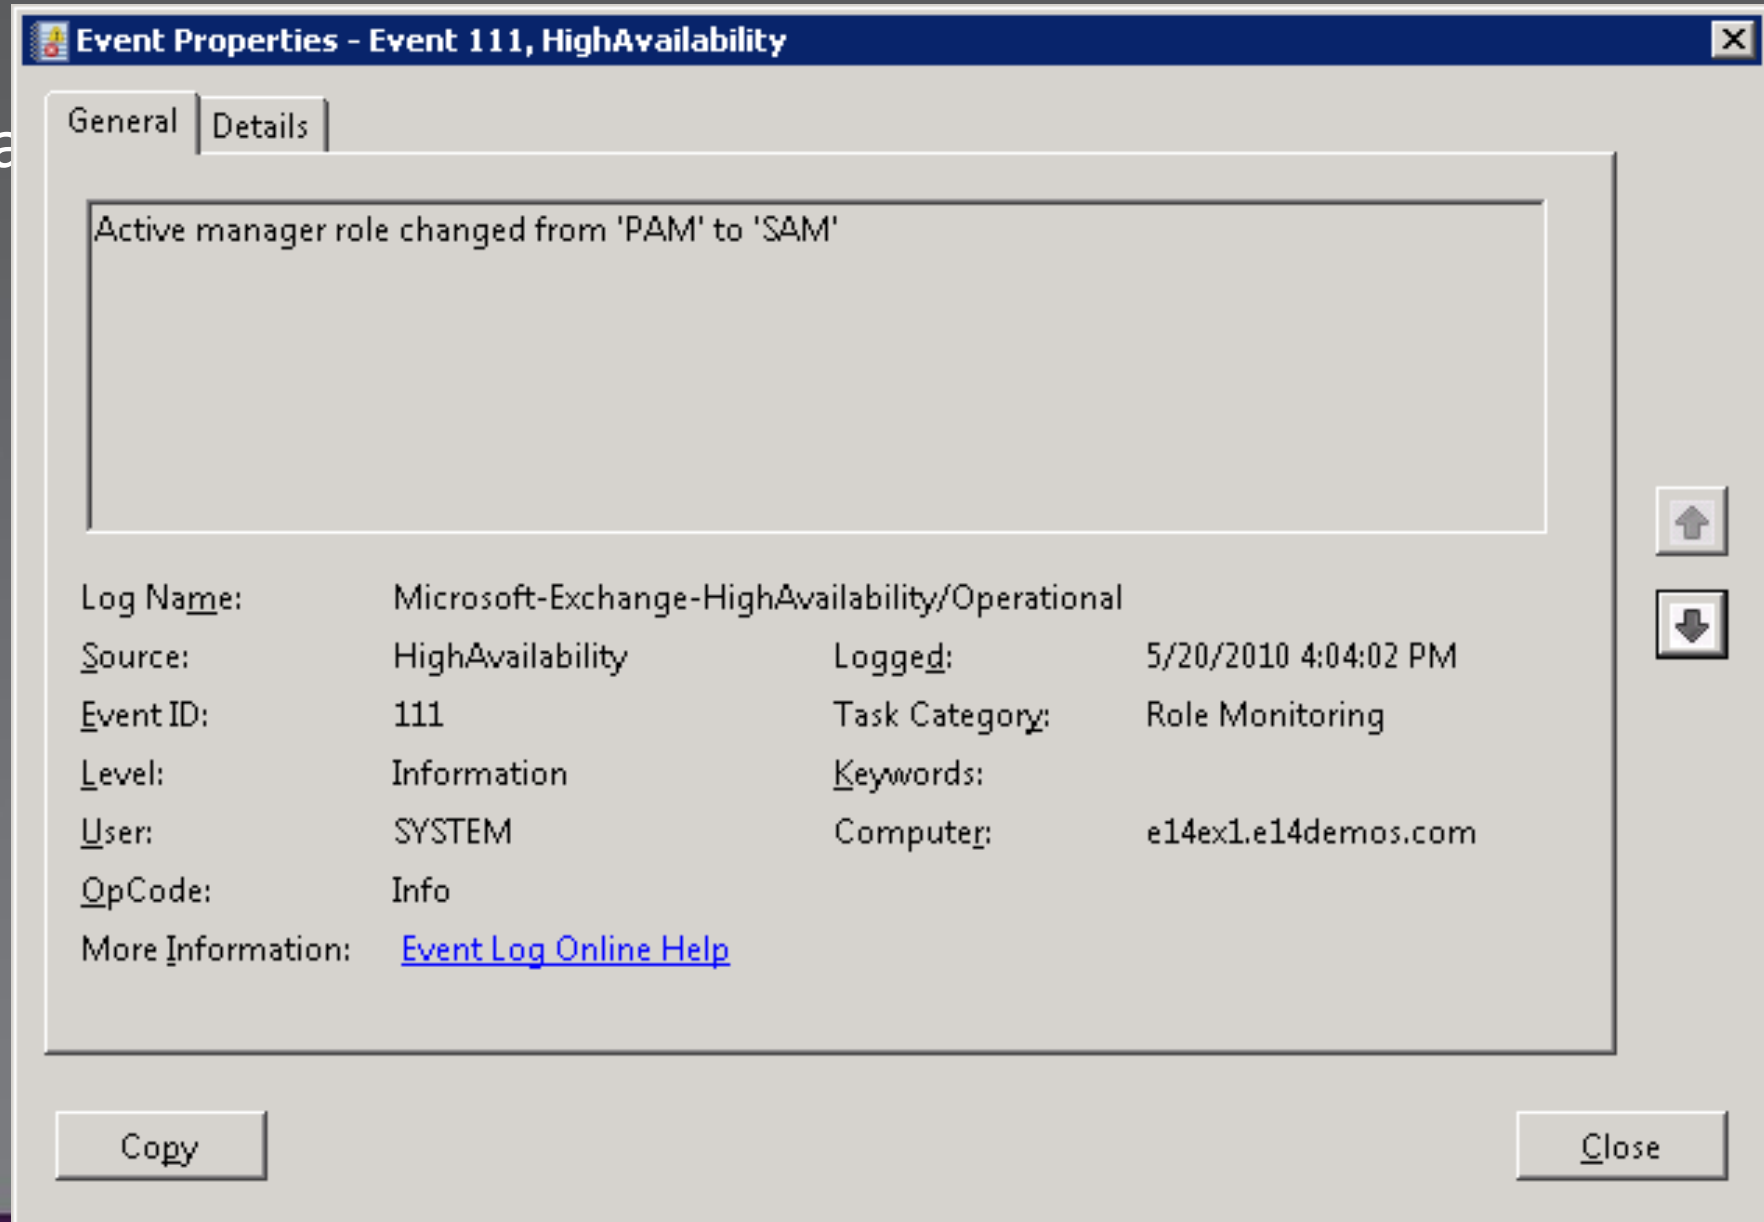 Event Properties - Event 111, HighAvailability
General
Details
a
Active manager role changed from 'PAM' to 'SAM'
Log Name: Microsoft-Exchange-HighAvailability/Operational
Source: HighAvailability Logged: 5/20/2010 4:04:02 PM
Event ID: 111 Task Category: Role Monitoring
Level: Information Keywords:
User: SYSTEM Computer: e14ex1.e14demos.com
OpCode: Info
More Information: Event Log Online Help
Copy
Close